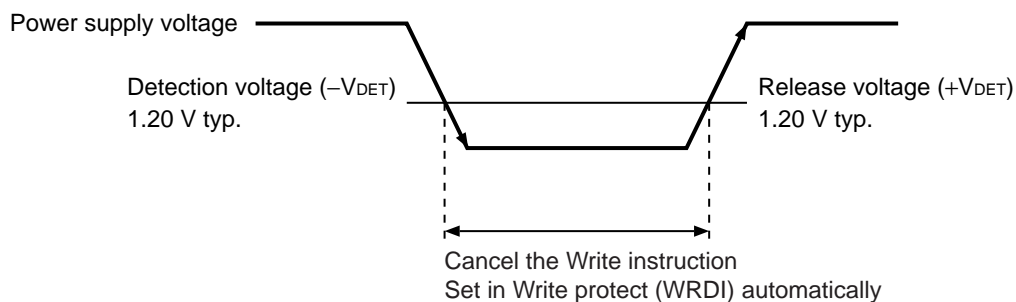 Power supply voltage
Detection voltage (−VDET)
1.20 V typ.
Release voltage (+VDET)
1.20 V typ.
Cancel the Write instruction
Set in Write protect (WRDI) automatically